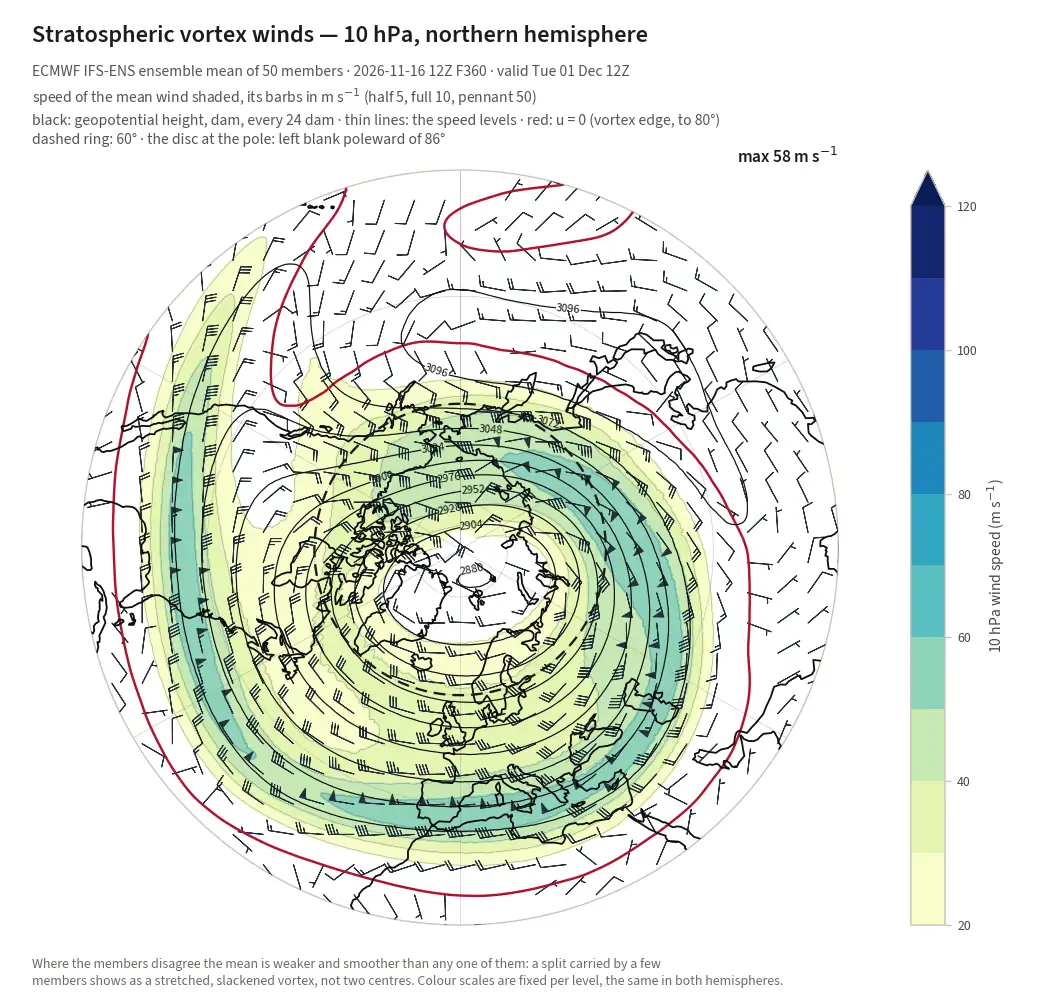 Stratospheric vortex winds — 10 hPa, northern hemisphere
ECMWF IFS-ENS ensemble mean of 50 members · 2026-11-16 12Z F360 · valid Tue 01 Dec 12Z
speed of the mean wind shaded, its barbs in m s⁻¹ (half 5, full 10, pennant 50)
black: geopotential height, dam, every 24 dam · thin lines: the speed levels · red: u = 0 (vortex edge, to 80°)
dashed ring: 60° · the disc at the pole: left blank poleward of 86°
max 58 m s⁻¹
120
100
80
60
40
20
10 hPa wind speed (m s⁻¹)
3096
3096
3048
2976
2952
2904
2880
Where the members disagree the mean is weaker and smoother than any one of them: a split carried by a few
members shows as a stretched, slackened vortex, not two centres. Colour scales are fixed per level, the same in both hemispheres.